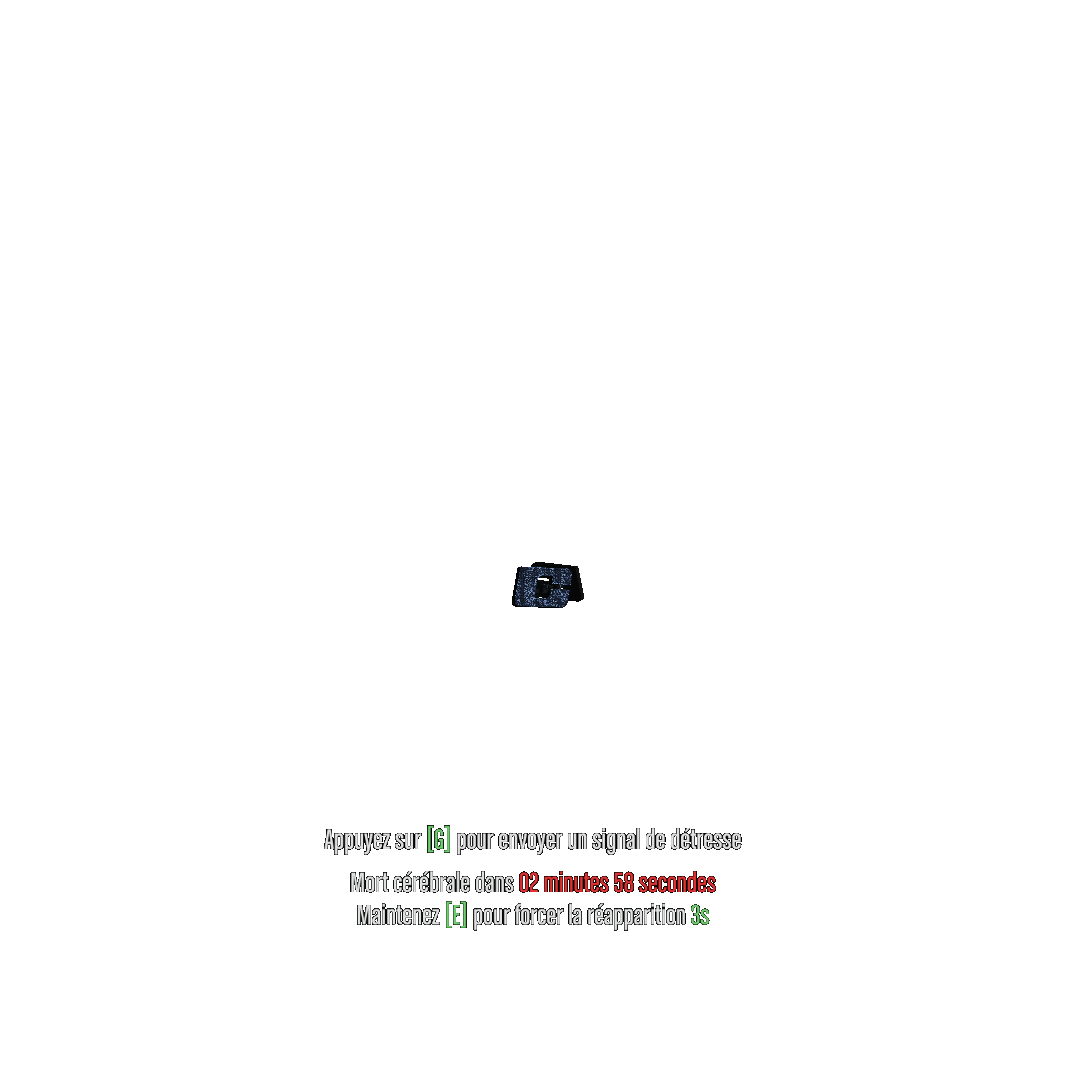 Appuyez sur [G] pour envoyer un signal de détresse
Mort cérébrale dans 02 minutes 58 secondes
Maintenez [E] pour forcer la réapparition 3s